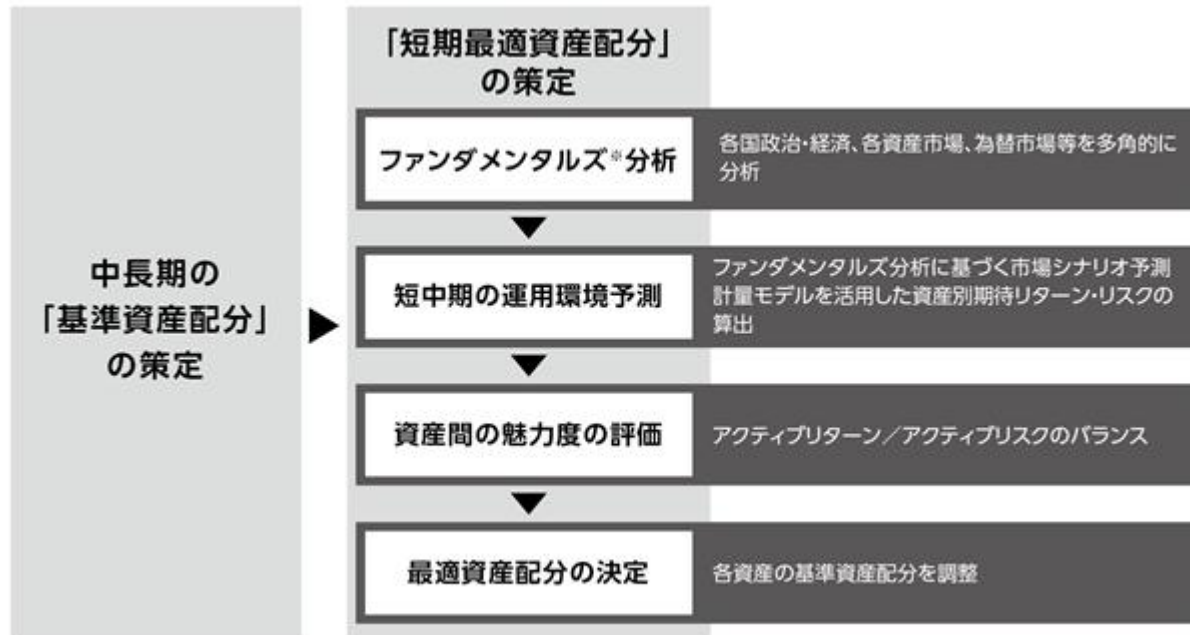 中長期の
「基準資産配分」
の策定
「短期最適資産配分」
の策定
ファンダメンタルズ※分析
各国政治・経済、各資産市場、為替市場等を多角的に
分析
短中期の運用環境予測
ファンダメンタルズ分析に基づく市場シナリオ予測
計量モデルを活用した資産別期待リターン・リスクの
算出
資産間の魅力度の評価
アクティブリターン／アクティブリスクのバランス
最適資産配分の決定
各資産の基準資産配分を調整